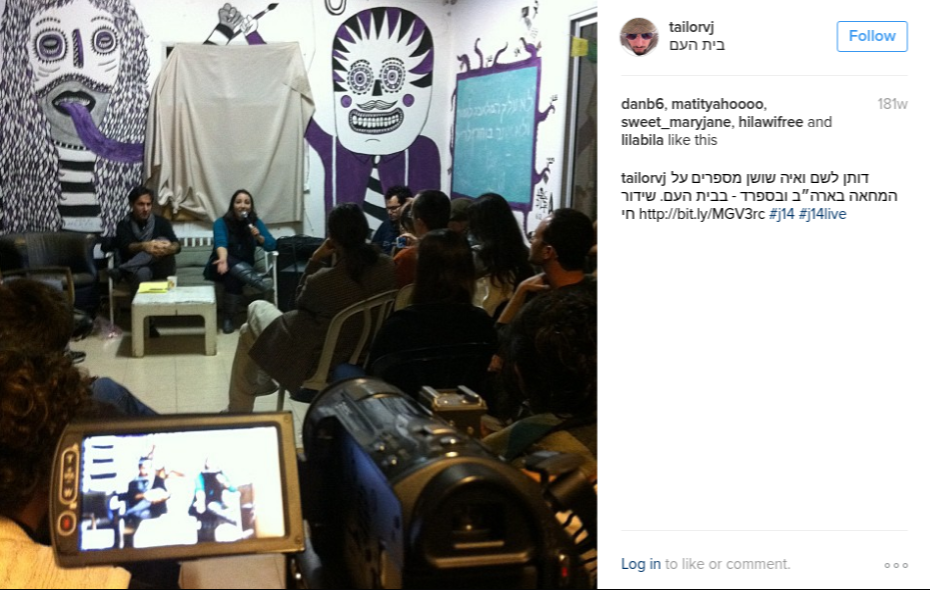 tailorvj
בית העם
Follow
danb6, matityahoooo,
sweet_maryjane, hilawifree and
lilabila like this
181w
tailorvj דותן לשם ואיה שושן מספרים על
המחאה בארה״ב ובספרד - בבית העם. שידור
חי http://bit.ly/MGV3rc #j14 #j14live
Log in to like or comment.